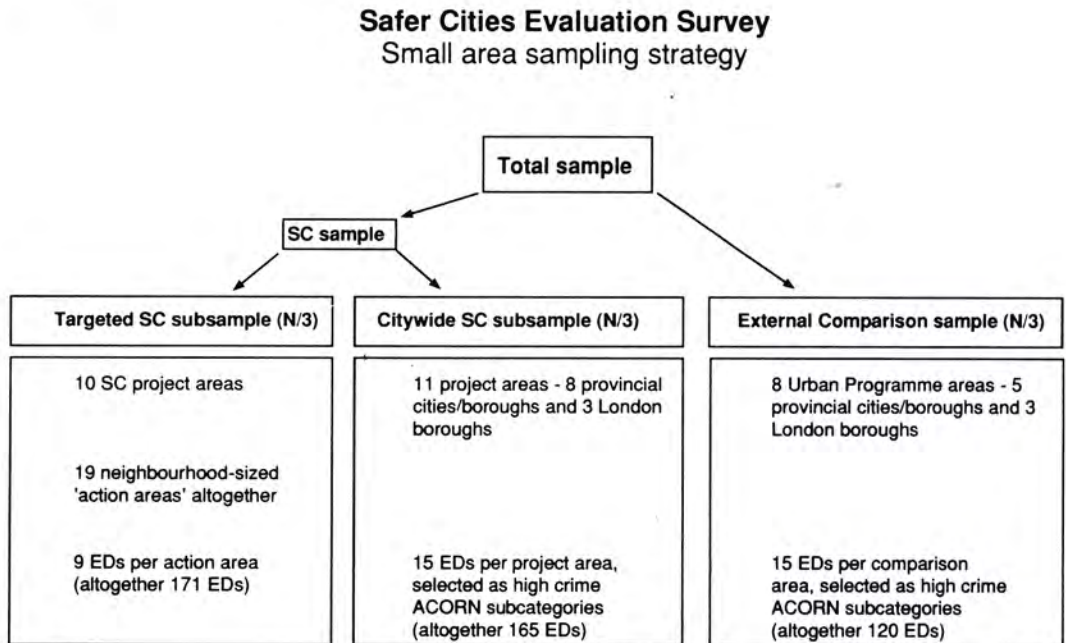 Safer Cities Evaluation Survey
Small area sampling strategy
Total sample
SC sample
Targeted SC subsample (N/3)
10 SC project areas
19 neighbourhood-sized
'action areas' altogether
9 EDs per action area
(altogether 171 EDs)
Citywide SC subsample (N/3)
11 project areas - 8 provincial
cities/boroughs and 3 London
boroughs
15 EDs per project area,
selected as high crime
ACORN subcategories
(altogether 165 EDs)
External Comparison sample (N/3)
8 Urban Programme areas - 5
provincial cities/boroughs and 3
London boroughs
15 EDs per comparison
area, selected as high crime
ACORN subcategories
(altogether 120 EDs)